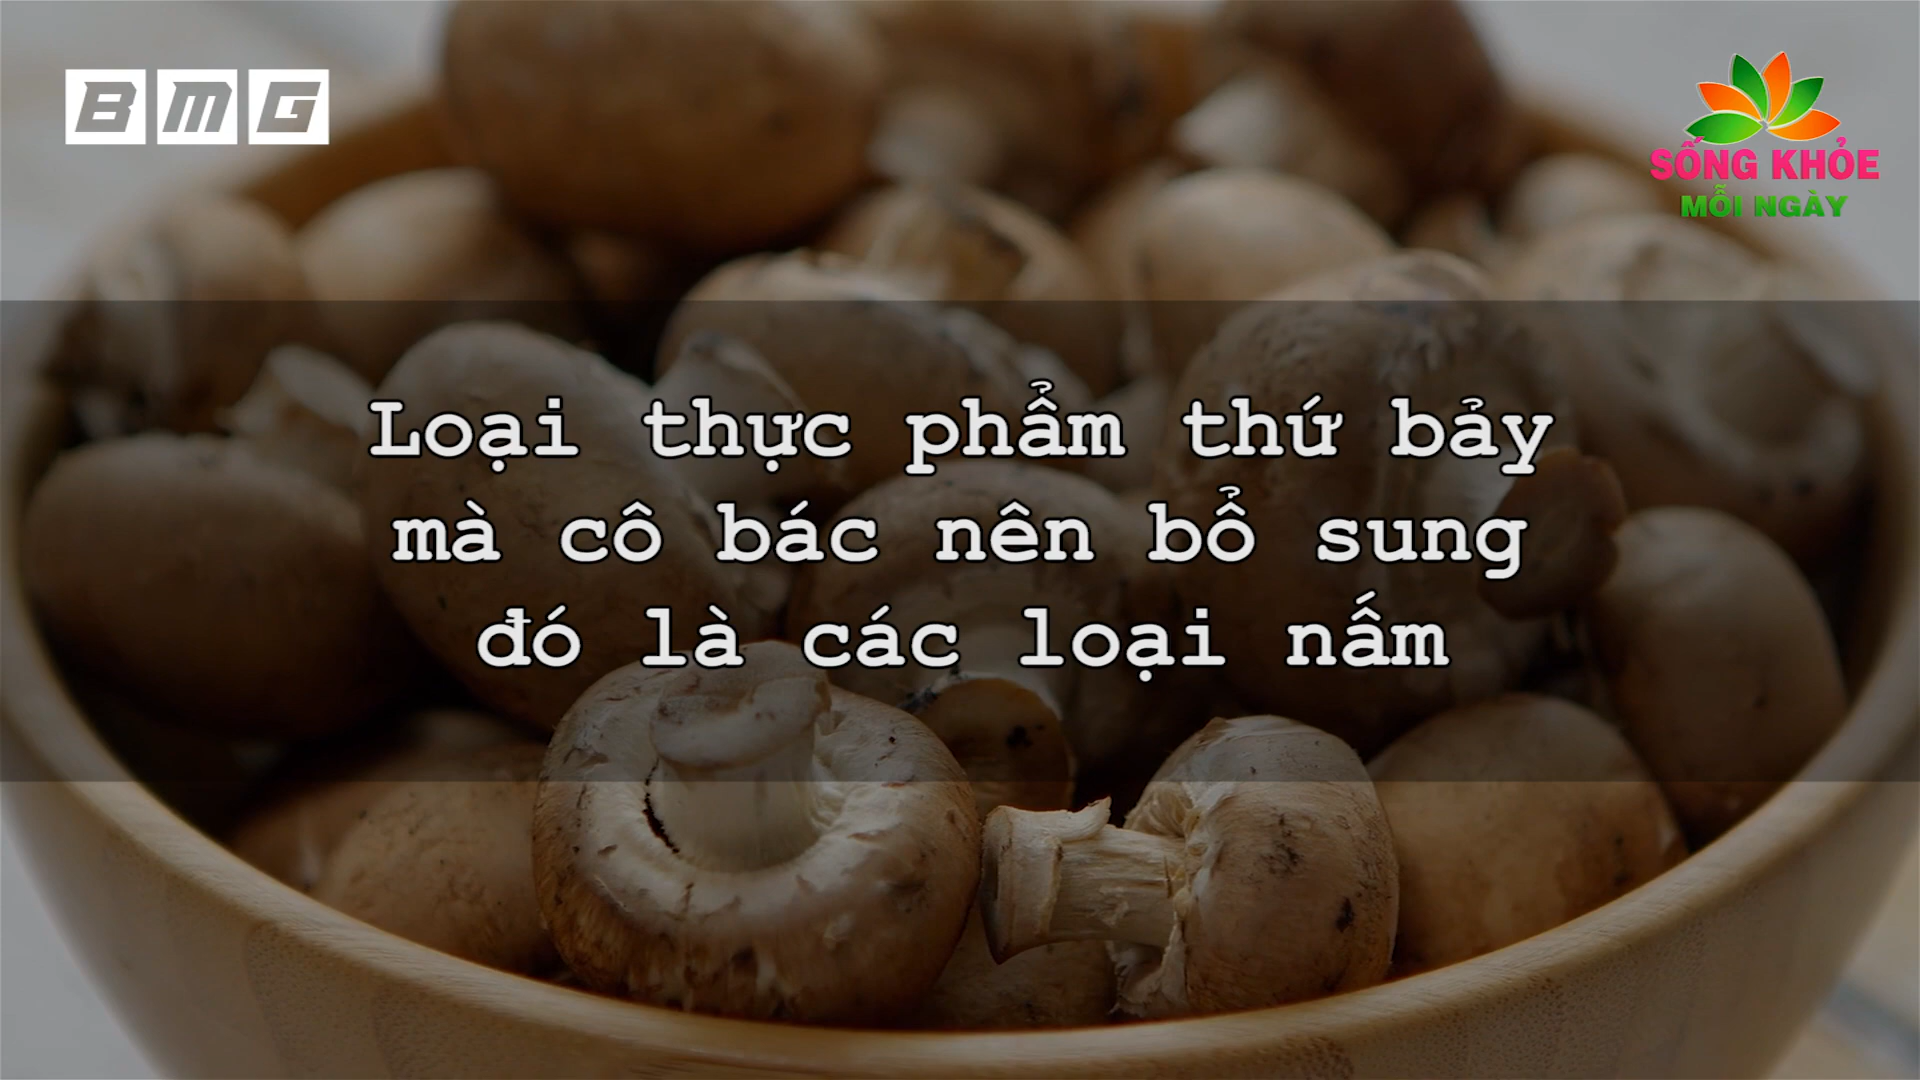 BMG
SỐNG KHỎE
MỖI NGÀY
Loại thực phẩm thứ bảy
mà cô bác nên bổ sung
đó là các loại nấm